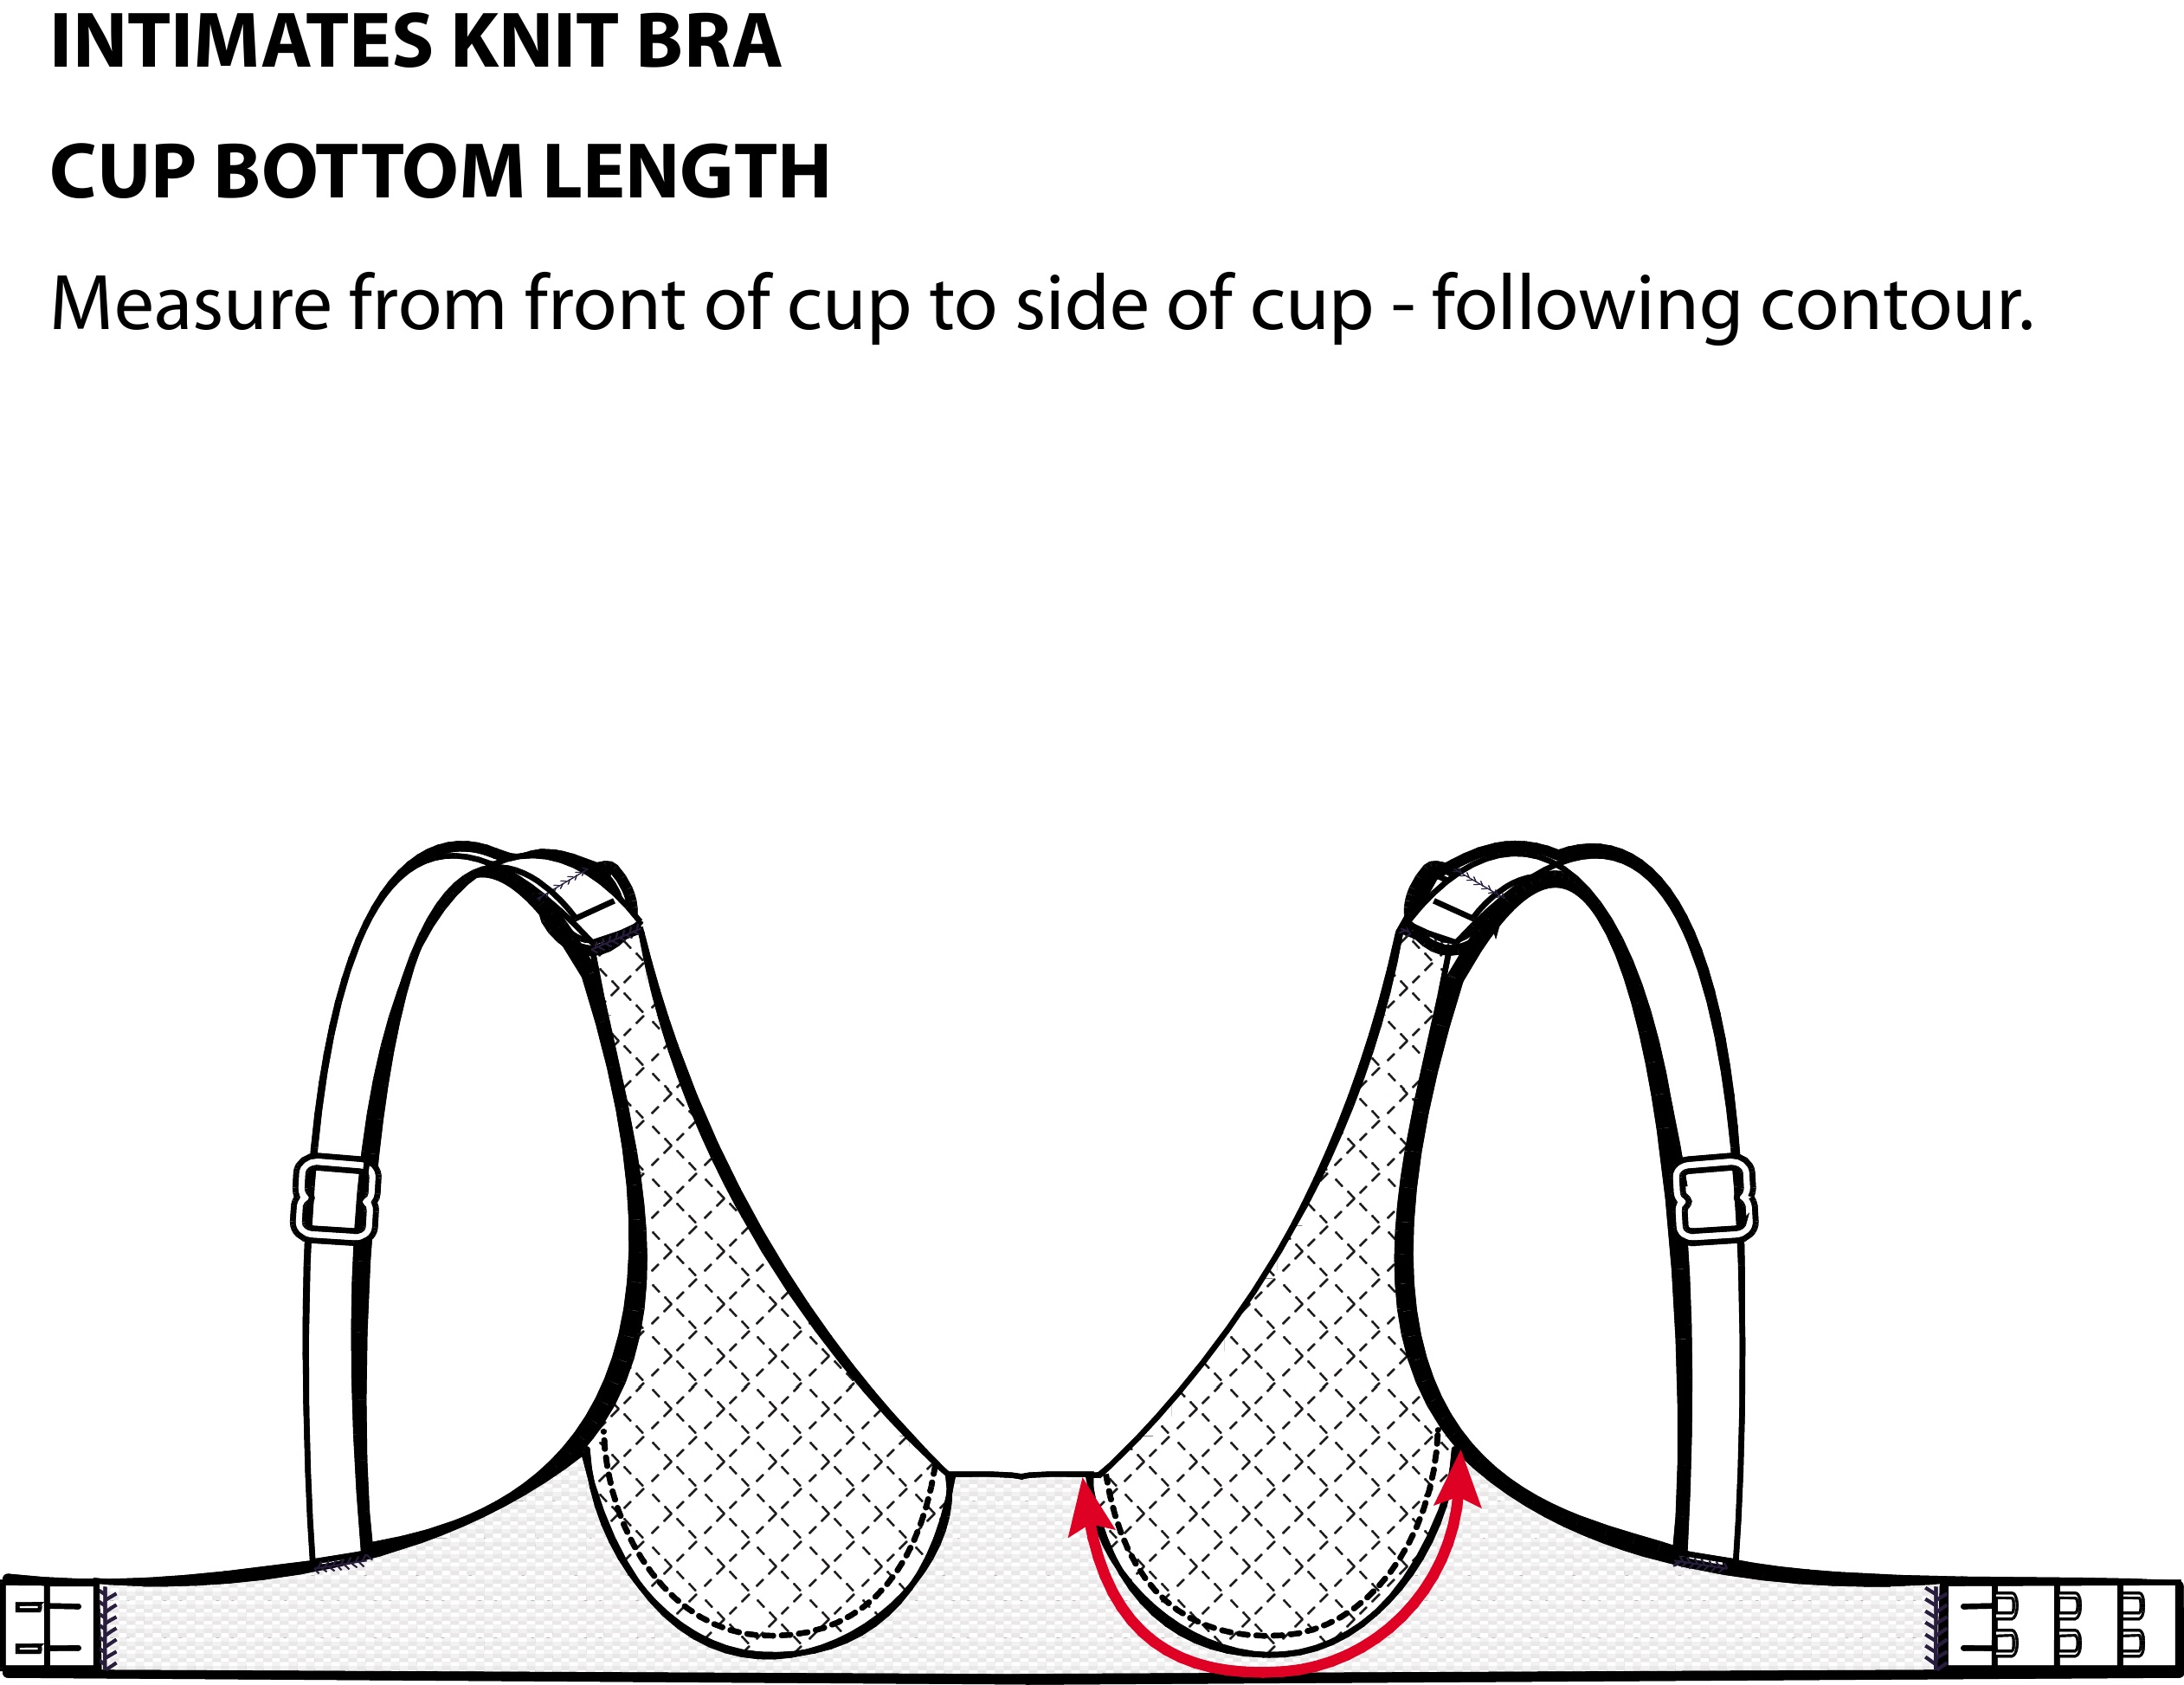 INTIMATES KNIT BRA
CUP BOTTOM LENGTH
Measure from front of cup to side of cup - following contour.